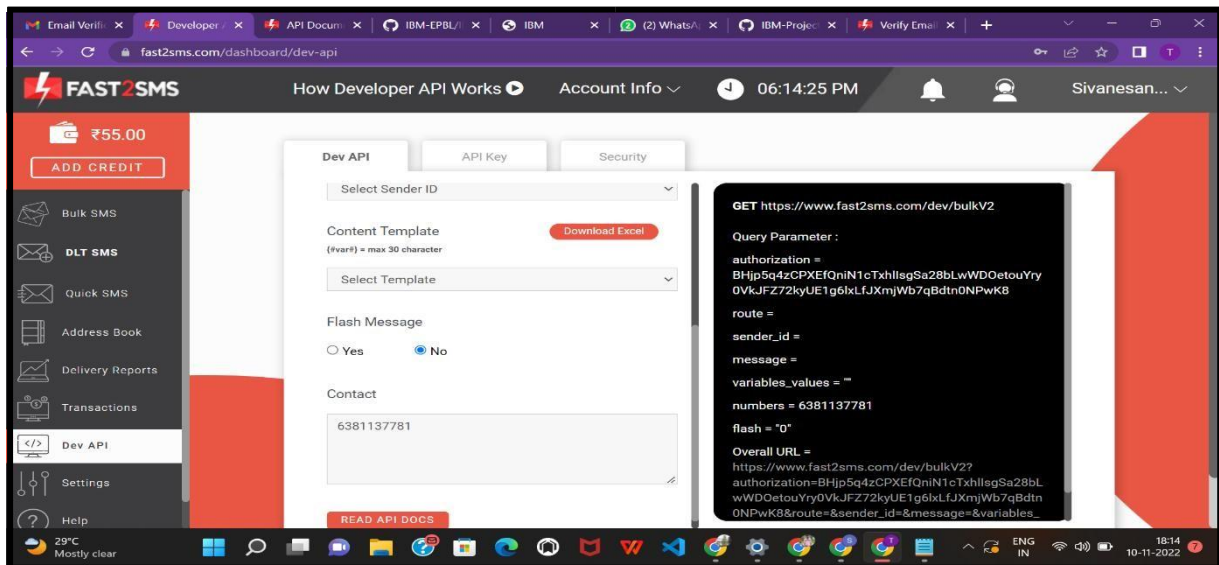 Email Verifi
Developer
API Docum
IBM-EPBL/I
IBM
(2) WhatsA
IBM-Projec
Verify Emai
fast2sms.com/dashboard/dev-api
T
FAST2SMS
How Developer API Works
Account Info
06:14:25 PM
Sivanesan...
₹55.00
ADD CREDIT
Bulk SMS
DLT SMS
Quick SMS
Address Book
Delivery Reports
Transactions
Dev API
Settings
Help
Dev API
API Key
Security
Select Sender ID
Content Template
Download Excel
(#var#) = max 30 character
Select Template
Flash Message
Yes
No
Contact
6381137781
READ API DOCS
GET https://www.fast2sms.com/dev/bulkV2
Query Parameter :
authorization =
BHjp5q4zCPXEfQniN1cTxhlIsgSa28bLwWDOetouYry
0VkJFZ72kyUE1g6lxLfJXmjWb7qBdtn0NPwK8
route =
sender_id =
message =
variables_values = ""
numbers = 6381137781
flash = "0"
Overall URL =
https://www.fast2sms.com/dev/bulkV2?
authorization=BHjp5q4zCPXEfQniN1cTxhlIsgSa28bL
wWDOetouYry0VkJFZ72kyUE1g6lxLfJXmjWb7qBdtn
0NPwK8&route=&sender_id=&message=&variables_
29°C
Mostly clear
ENG
IN
18:14
10-11-2022
7